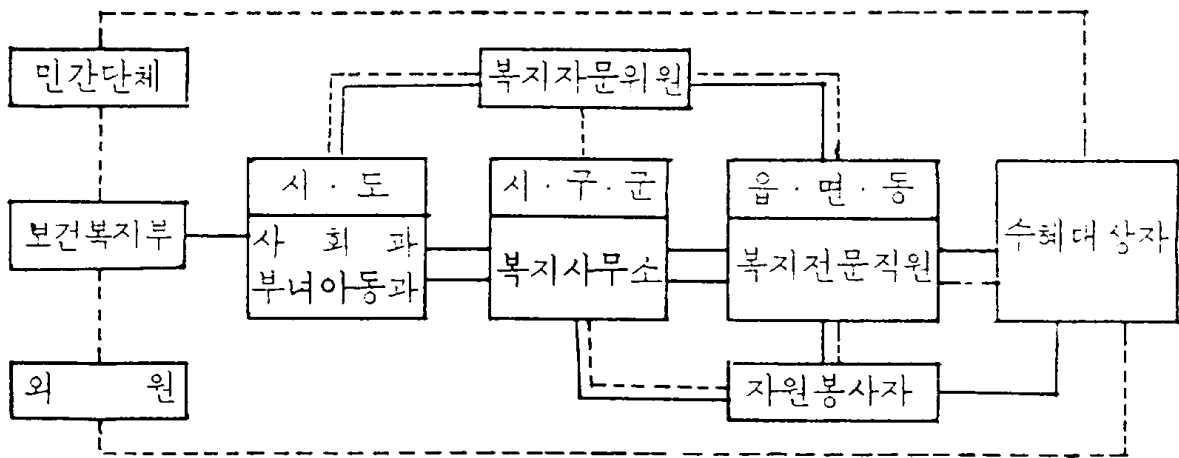 민간단체
복지자문위원
시 · 도
시 · 구 · 군
읍 · 면 · 동
보건복지부
사 회 과
부녀아동과
복지사무소
복지전문직원
수혜대상자
외 원
자원봉사자